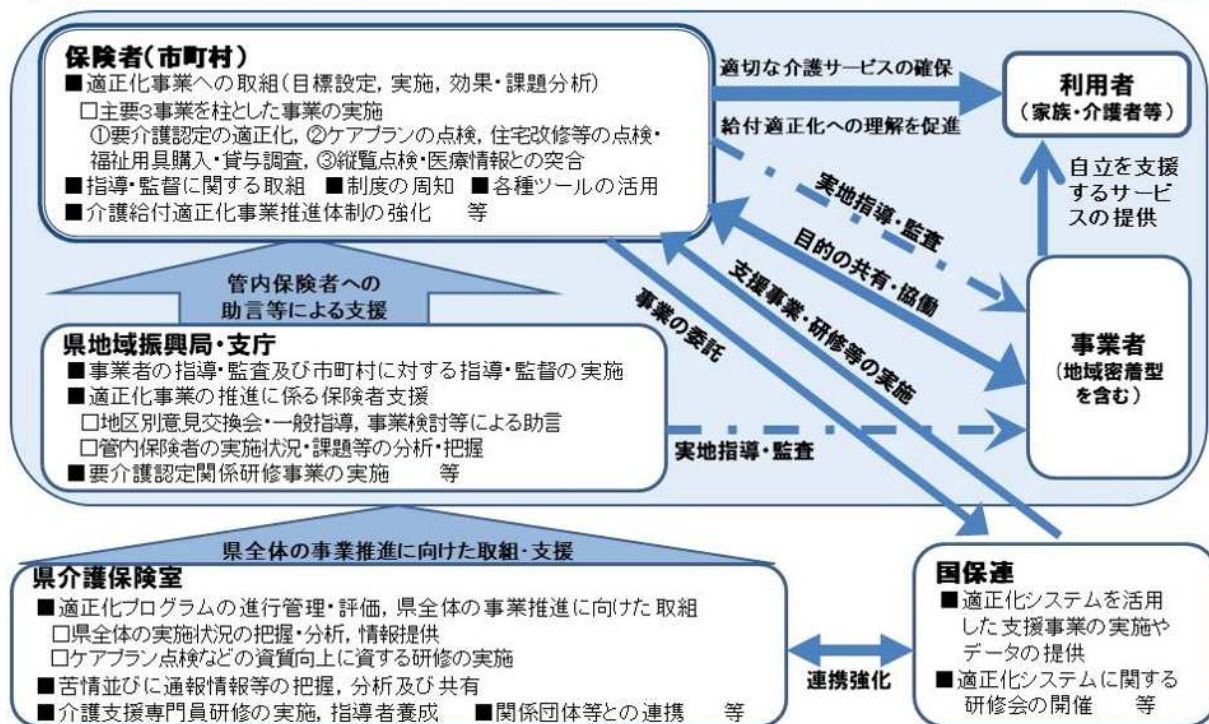 保険者(市町村)
■適正化事業への取組(目標設定, 実施, 効果・課題分析)
□主要3事業を柱とした事業の実施
①要介護認定の適正化, ②ケアプランの点検, 住宅改修等の点検・
福祉用具購入・貸与調査, ③縦覧点検・医療情報との突合
■指導・監督に関する取組 ■制度の周知 ■各種ツールの活用
■介護給付適正化事業推進体制の強化 等
適切な介護サービスの確保
給付適正化への理解を促進
利用者
(家族・介護者等)
自立を支援
するサービ
スの提供
実地指導・監査
目的の共有・協働
支援事業・研修等の実施
事業の委託
事業者
(地域密着型
を含む)
管内保険者への
助言等による支援
県地域振興局・支庁
■事業者の指導・監査及び市町村に対する指導・監督の実施
■適正化事業の推進に係る保険者支援
□地区別意見交換会・一般指導, 事業検討等による助言
□管内保険者の実施状況・課題等の分析・把握
■要介護認定関係研修事業の実施 等
実地指導・監査
県全体の事業推進に向けた取組・支援
県介護保険室
■適正化プログラムの進行管理・評価, 県全体の事業推進に向けた取組
□県全体の実施状況の把握・分析, 情報提供
□ケアプラン点検などの資質向上に資する研修の実施
■苦情並びに通報情報等の把握, 分析及び共有
■介護支援専門員研修の実施, 指導者養成 ■関係団体等との連携 等
連携強化
国保連
■適正化システムを活用
した支援事業の実施や
データの提供
■適正化システムに関する
研修会の開催 等